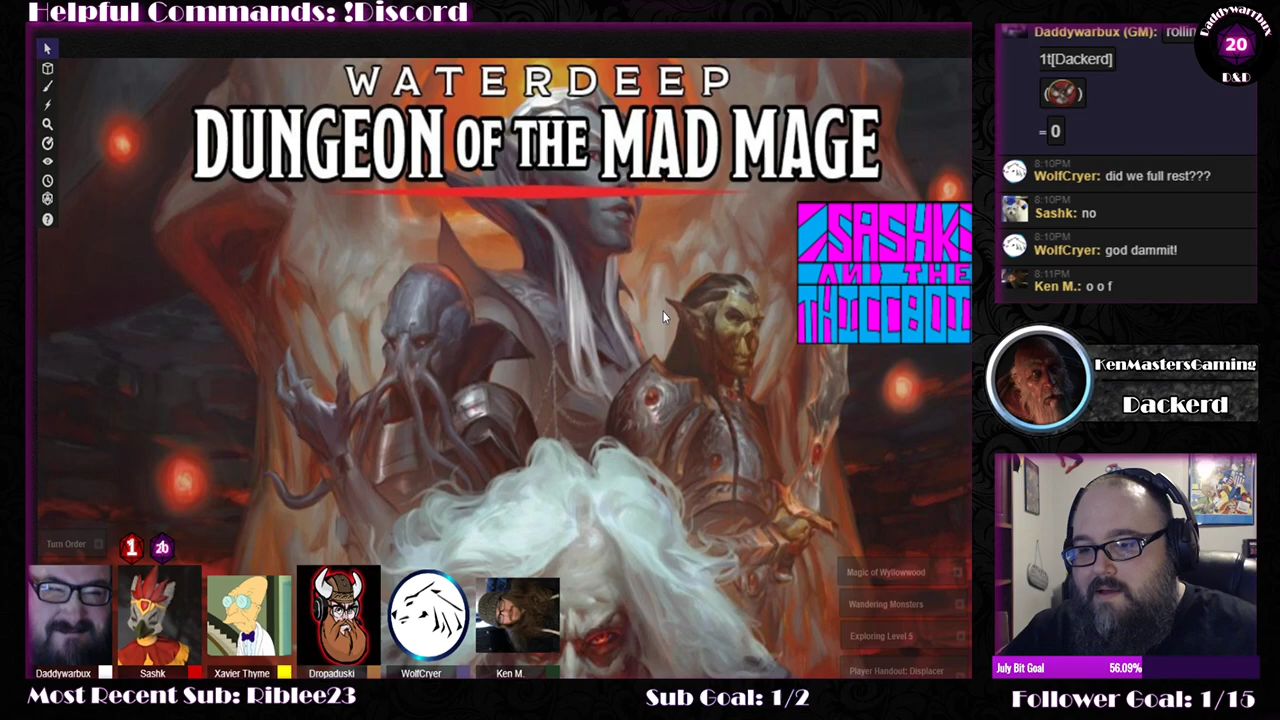 Helpful Commands: !Discord
WATERDEEP
DUNGEON OF THE MAD MAGE
SASHK
AND THE
THICCBOI
Turn Order
1
Magic of Wyllowwood
Wandering Monsters
Exploring Level 5
Player Handout: Displacer
Daddywarbux
Sashk
Xavier Thyme
Dropaduski
WolfCryer
Ken M.
Daddywarbux (GM): rollin
1t[Dackerd]
= 0
8:10PM
WolfCryer: did we full rest???
8:10PM
Sashk: no
8:10PM
WolfCryer: god dammit!
8:11PM
Ken M.: o o f
Daddywarrbux
20
D&D
KenMastersGaming
Dackerd
July Bit Goal 56.09%
Most Recent Sub: Riblee23
Sub Goal: 1/2
Follower Goal: 1/15